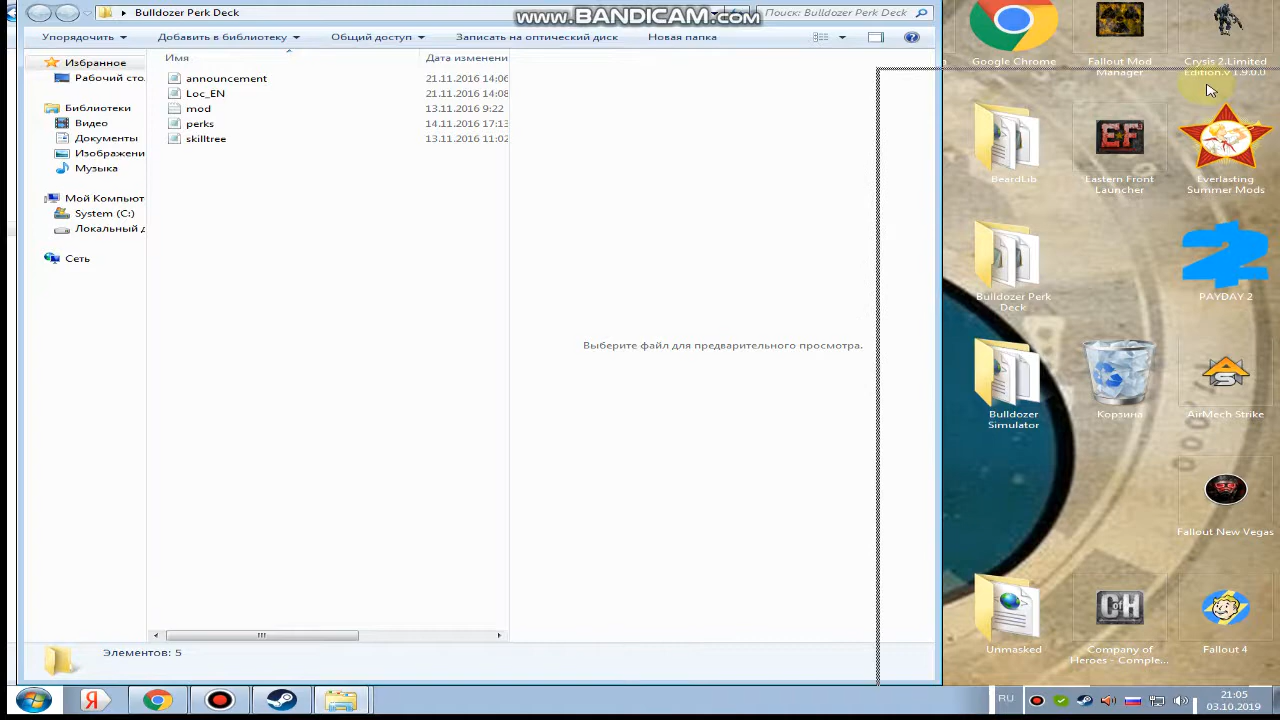 Bulldozer Perk Deck
www.BANDICAM.com
Поиск: Bulldozer Perk Deck
Упорядочить
Добавить в библиотеку
Общий доступ
Записать на оптический диск
Новая папка
Избранное
Рабочий сто
Библиотеки
Видео
Документы
Изображени
Музыка
Мой Компьют
System (C:)
Локальный д
Сеть
Имя
Дата изменени
announcement
21.11.2016 14:06
Loc_EN
21.11.2016 14:08
mod
13.11.2016 9:22
perks
14.11.2016 17:13
skilltree
13.11.2016 11:02
Выберите файл для предварительного просмотра.
Элементов: 5
Google Chrome
Fallout Mod
Manager
Crysis 2.Limited
Edition.v 1.9.0.0
BeardLib
EF
Eastern Front
Launcher
Everlasting
Summer Mods
Bulldozer Perk
Deck
2
PAYDAY 2
Bulldozer
Simulator
Корзина
AS
AirMech Strike
Fallout New Vegas
Unmasked
CofH
Company of
Heroes - Comple...
Fallout 4
Я
RU
21:05
03.10.2019